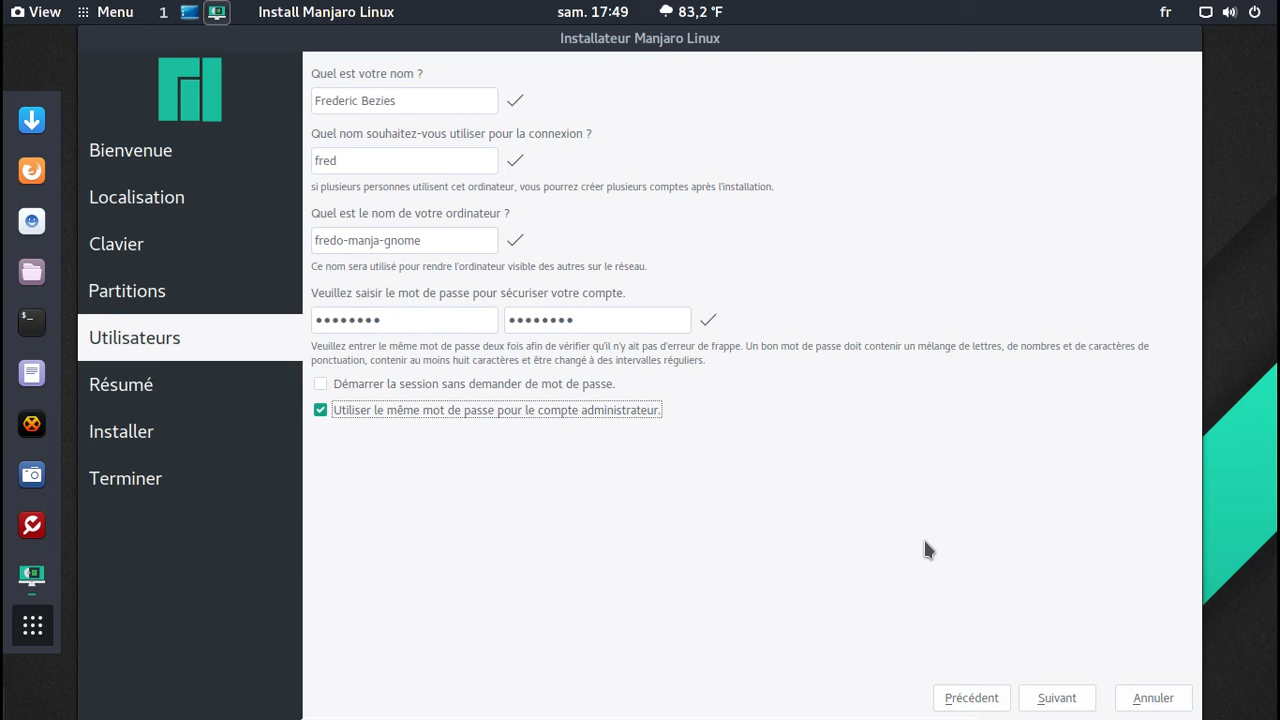 View Menu 1 Install Manjaro Linux sam. 17:49 83,2 °F fr
Installateur Manjaro Linux
Bienvenue
Localisation
Clavier
Partitions
Utilisateurs
Résumé
Installer
Terminer
Quel est votre nom ?
Frederic Bezies
Quel nom souhaitez-vous utiliser pour la connexion ?
fred
si plusieurs personnes utilisent cet ordinateur, vous pourrez créer plusieurs comptes après l'installation.
Quel est le nom de votre ordinateur ?
fredo-manja-gnome
Ce nom sera utilisé pour rendre l'ordinateur visible des autres sur le réseau.
Veuillez saisir le mot de passe pour sécuriser votre compte.
●●●●●●●● ●●●●●●●●
Veuillez entrer le même mot de passe deux fois afin de vérifier qu'il n'y ait pas d'erreur de frappe. Un bon mot de passe doit contenir un mélange de lettres, de nombres et de caractères de
ponctuation, contenir au moins huit caractères et être changé à des intervalles réguliers.
Démarrer la session sans demander de mot de passe.
Utiliser le même mot de passe pour le compte administrateur.
Précédent Suivant Annuler